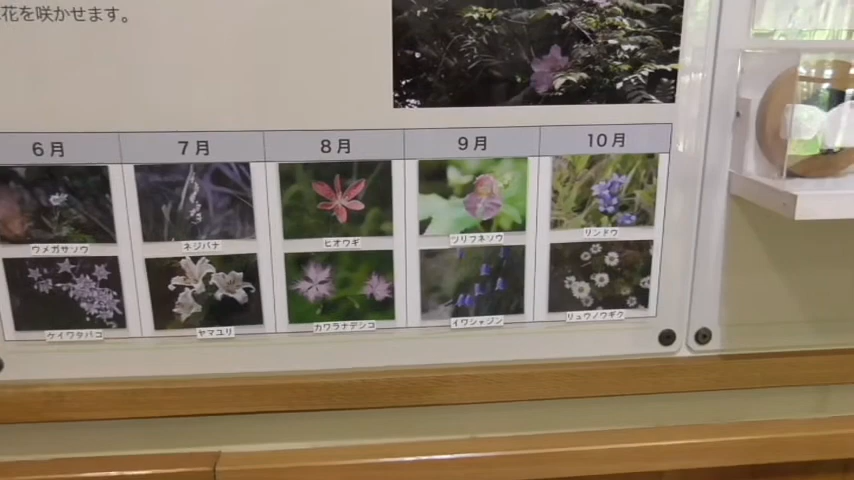 花を咲かせます。
6月 7月 8月 9月 10月
ウメガサソウ ネジバナ ヒオウギ ツリフネソウ リンドウ
ケイワタバコ ヤマユリ カワラナデシコ イワシャジン リュウノウギク